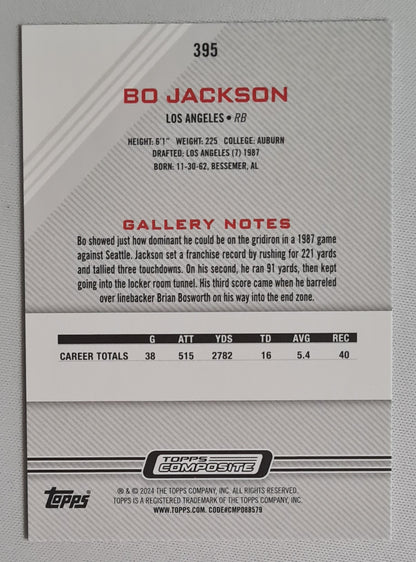 395
BO JACKSON
LOS ANGELES • RB
HEIGHT: 6'1" WEIGHT: 225 COLLEGE: AUBURN
DRAFTED: LOS ANGELES (7) 1987
BORN: 11-30-62, BESSEMER, AL
GALLERY NOTES
Bo showed just how dominant he could be on the gridiron in a 1987 game
against Seattle. Jackson set a franchise record by rushing for 221 yards
and tallied three touchdowns. On his second, he ran 91 yards, then kept
going into the locker room tunnel. His third score came when he barreled
over linebacker Brian Bosworth on his way into the end zone.
G ATT YDS TD AVG REC
CAREER TOTALS 38 515 2782 16 5.4 40
TOPPS
COMPOSITE
topps®
® & © 2024 THE TOPPS COMPANY, INC. ALL RIGHTS RESERVED.
TOPPS IS A REGISTERED TRADEMARK OF THE TOPPS COMPANY, INC.
WWW.TOPPS.COM. CODE#CMP088579